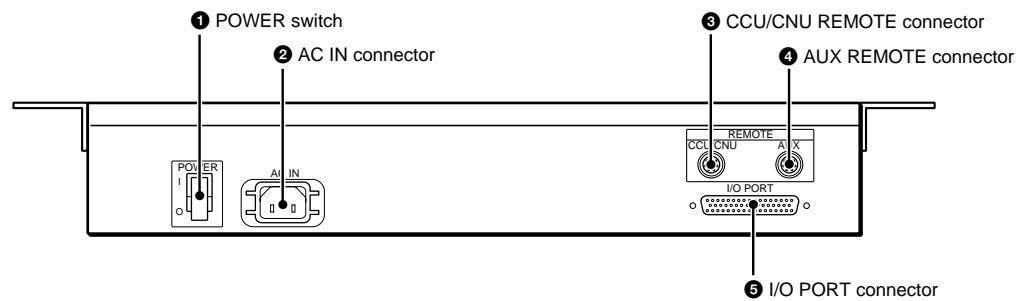 ❶ POWER switch
❷ AC IN connector
❸ CCU/CNU REMOTE connector
❹ AUX REMOTE connector
REMOTE
CCU/CNU
AUX
POWER
I
O
AC IN
I/O PORT
❺ I/O PORT connector